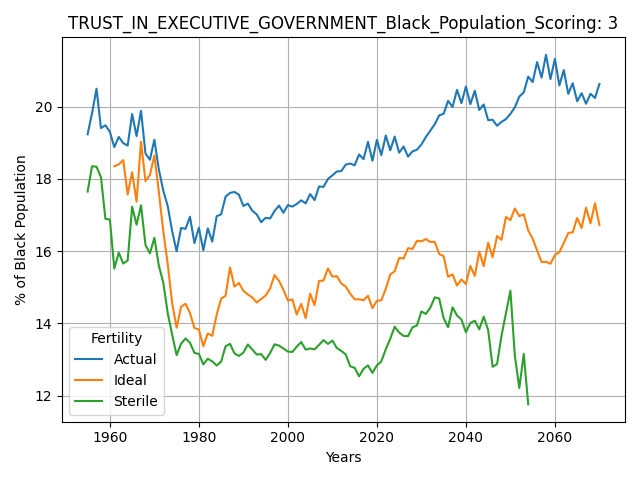 TRUST_IN_EXECUTIVE_GOVERNMENT_Black_Population_Scoring: 3
% of Black Population
20
18
16
14
12
Fertility
Actual
Ideal
Sterile
1960 1980 2000 2020 2040 2060
Years